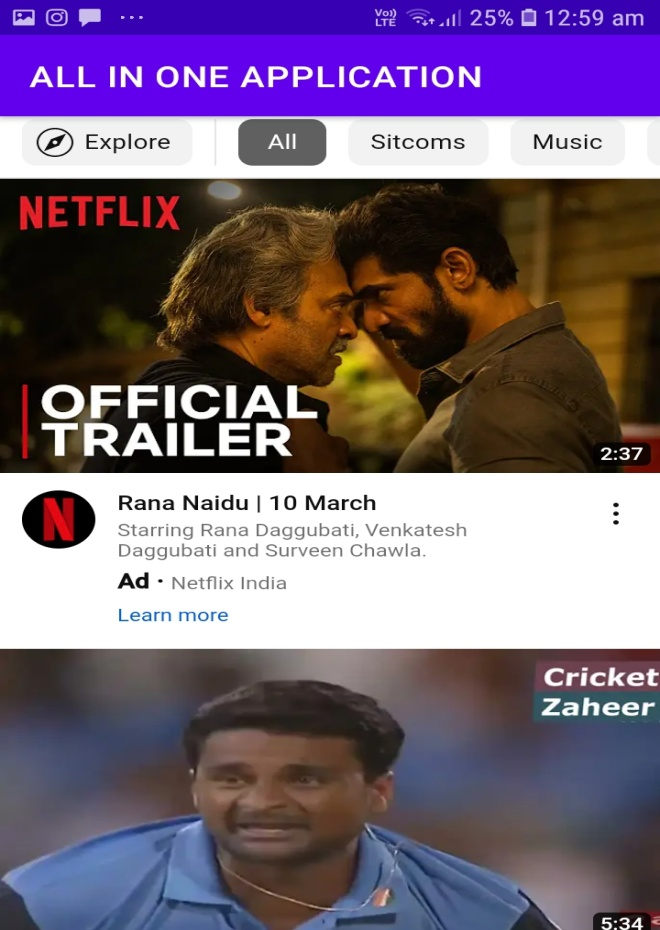 Vo)) LTE 25% 12:59 am
ALL IN ONE APPLICATION
Explore All Sitcoms Music
NETFLIX
OFFICIAL
TRAILER
2:37
N
Rana Naidu | 10 March
Starring Rana Daggubati, Venkatesh
Daggubati and Surveen Chawla.
Ad · Netflix India
Learn more
Cricket
Zaheer
5:34